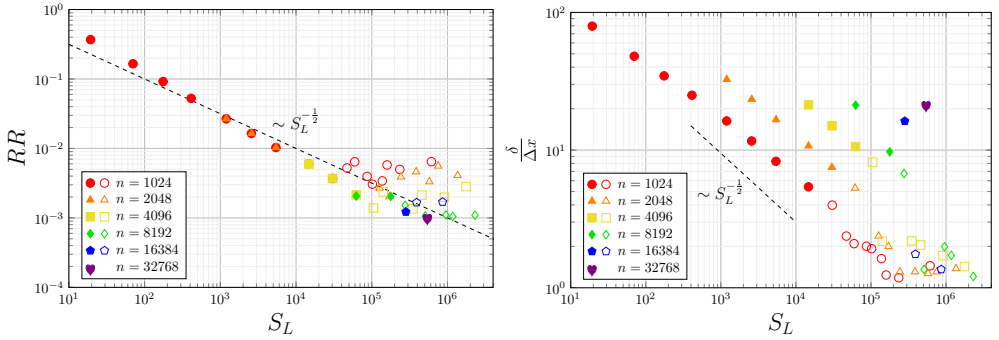 10^{-4}
10^{-3}
10^{-2}
10^{-1}
10^{0}
RR
10^{1}
10^{2}
10^{3}
10^{4}
10^{5}
10^{6}
S_L
∼ S_L^{-\frac{1}{2}}
n = 1024
n = 2048
n = 4096
n = 8192
n = 16384
n = 32768
10^{0}
10^{1}
10^{2}
\frac{δ}{Δx}
10^{1}
10^{2}
10^{3}
10^{4}
10^{5}
10^{6}
S_L
∼ S_L^{-\frac{1}{2}}
n = 1024
n = 2048
n = 4096
n = 8192
n = 16384
n = 32768